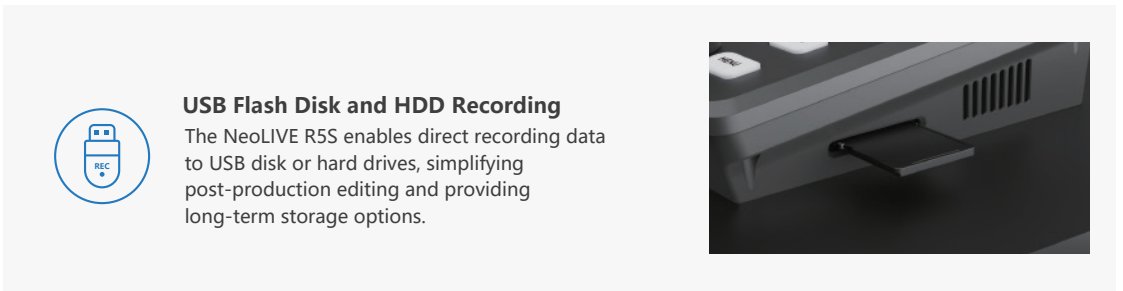 USB Flash Disk and HDD Recording
The NeoLIVE R5S enables direct recording data
to USB disk or hard drives, simplifying
post-production editing and providing
long-term storage options.
REC
MENU